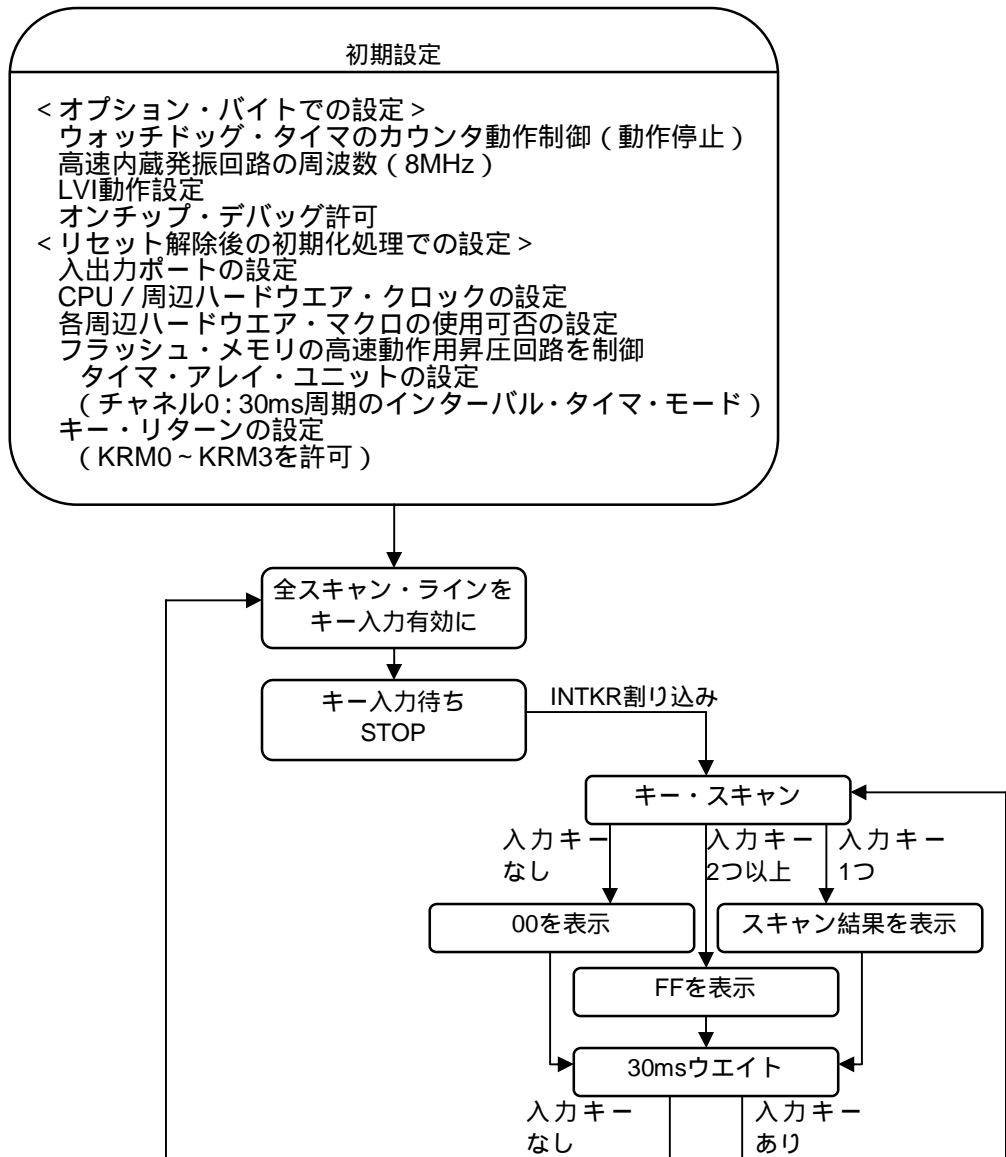 初期設定
<オプション・バイトでの設定>
ウォッチドッグ・タイマのカウンタ動作制御（動作停止）
高速内蔵発振回路の周波数（8MHz）
LVI動作設定
オンチップ・デバッグ許可
<リセット解除後の初期化処理での設定>
入出力ポートの設定
CPU／周辺ハードウエア・クロックの設定
各周辺ハードウエア・マクロの使用可否の設定
フラッシュ・メモリの高速動作用昇圧回路を制御
タイマ・アレイ・ユニットの設定
（チャネル0：30ms周期のインターバル・タイマ・モード）
キー・リターンの設定
（KRM0～KRM3を許可）
全スキャン・ラインを
キー入力有効に
キー入力待ち
STOP
INTKR割り込み
キー・スキャン
入力キー
なし
入力キー
2つ以上
入力キー
1つ
00を表示
スキャン結果を表示
FFを表示
30msウエイト
入力キー
なし
入力キー
あり